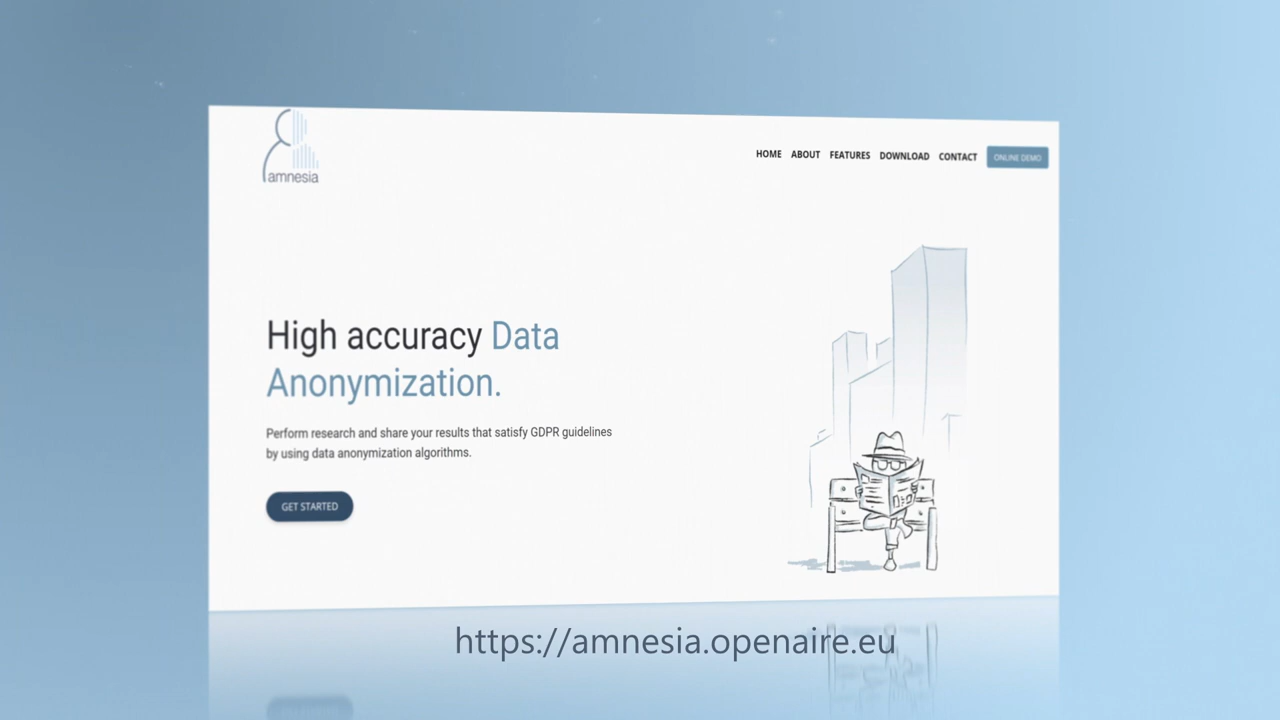 amnesia
HOME ABOUT FEATURES DOWNLOAD CONTACT ONLINE DEMO
High accuracy Data
Anonymization.
Perform research and share your results that satisfy GDPR guidelines
by using data anonymization algorithms.
GET STARTED
https://amnesia.openaire.eu